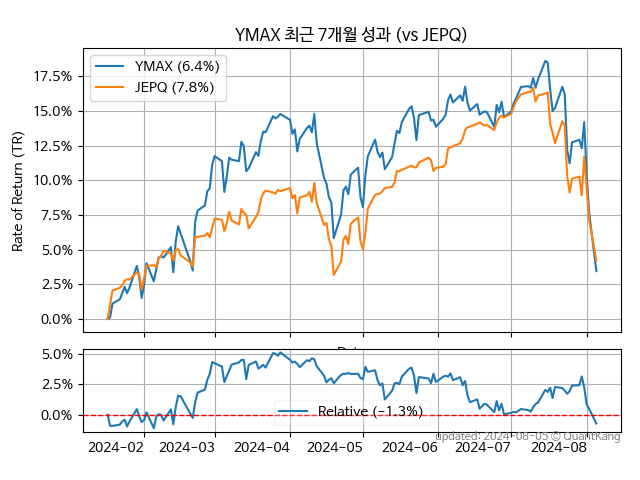 YMAX 최근 7개월 성과 (vs JEPQ)
YMAX (6.4%)
JEPQ (7.8%)
Rate of Return (TR)
17.5%
15.0%
12.5%
10.0%
7.5%
5.0%
2.5%
0.0%
5.0%
2.5%
0.0%
Relative (−1.3%)
2024−02 2024−03 2024−04 2024−05 2024−06 2024−07 2024−08
updated: 2024-08-05 © QuantKang